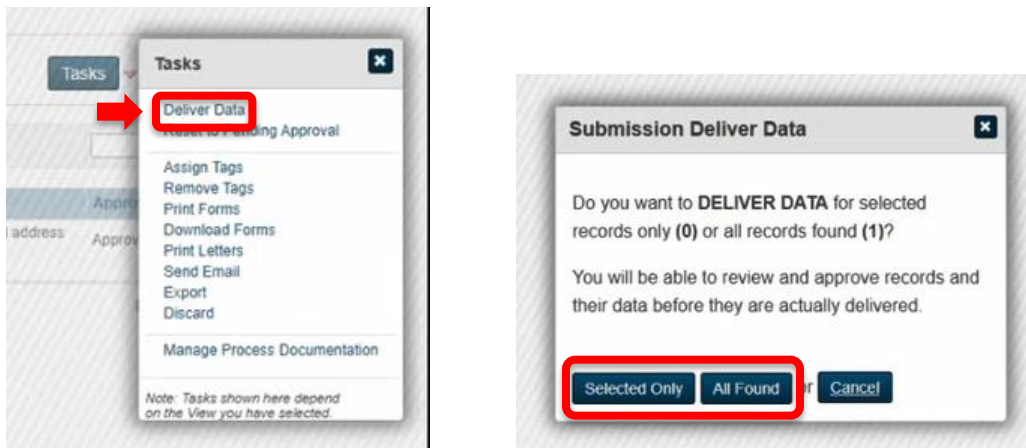 Tasks
Tasks
Deliver Data
Reset to Pending Approval
Assign Tags
Remove Tags
Print Forms
Download Forms
Print Letters
Send Email
Export
Discard
Manage Process Documentation
Note: Tasks shown here depend
on the View you have selected.
address
Submission Deliver Data
Do you want to DELIVER DATA for selected
records only (0) or all records found (1)?
You will be able to review and approve records and
their data before they are actually delivered.
Selected Only All Found or Cancel